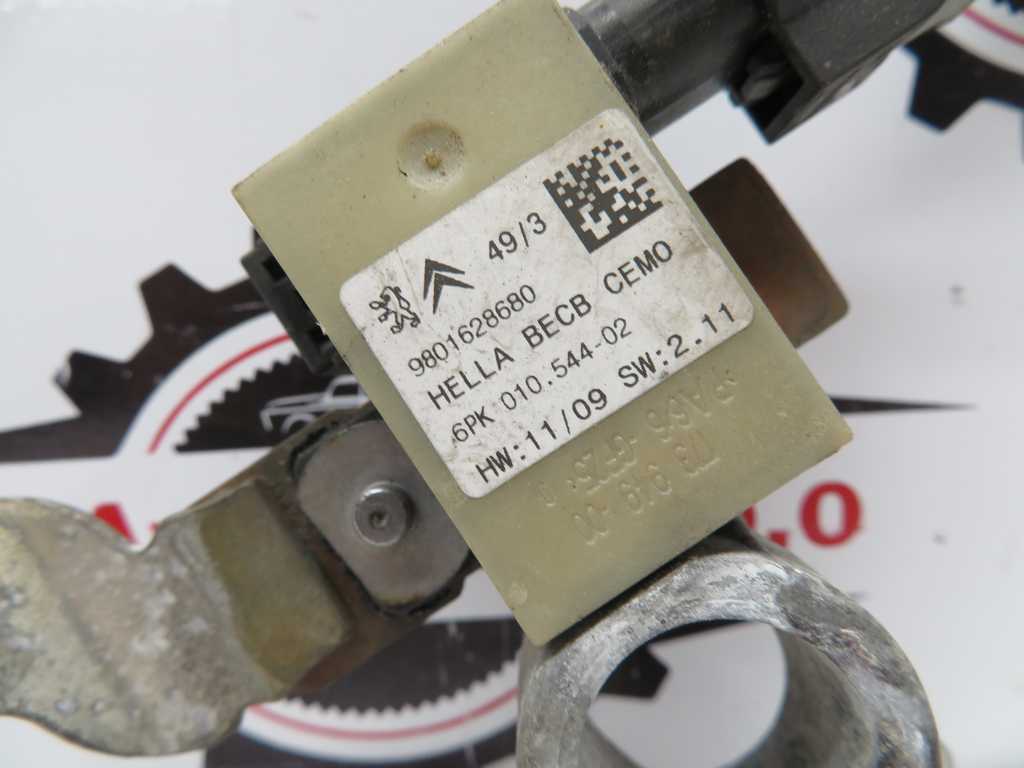 49/3
9801628680
HELLA BECB CEMO
6PK 010.544-02
HW:11/09 SW:2.11